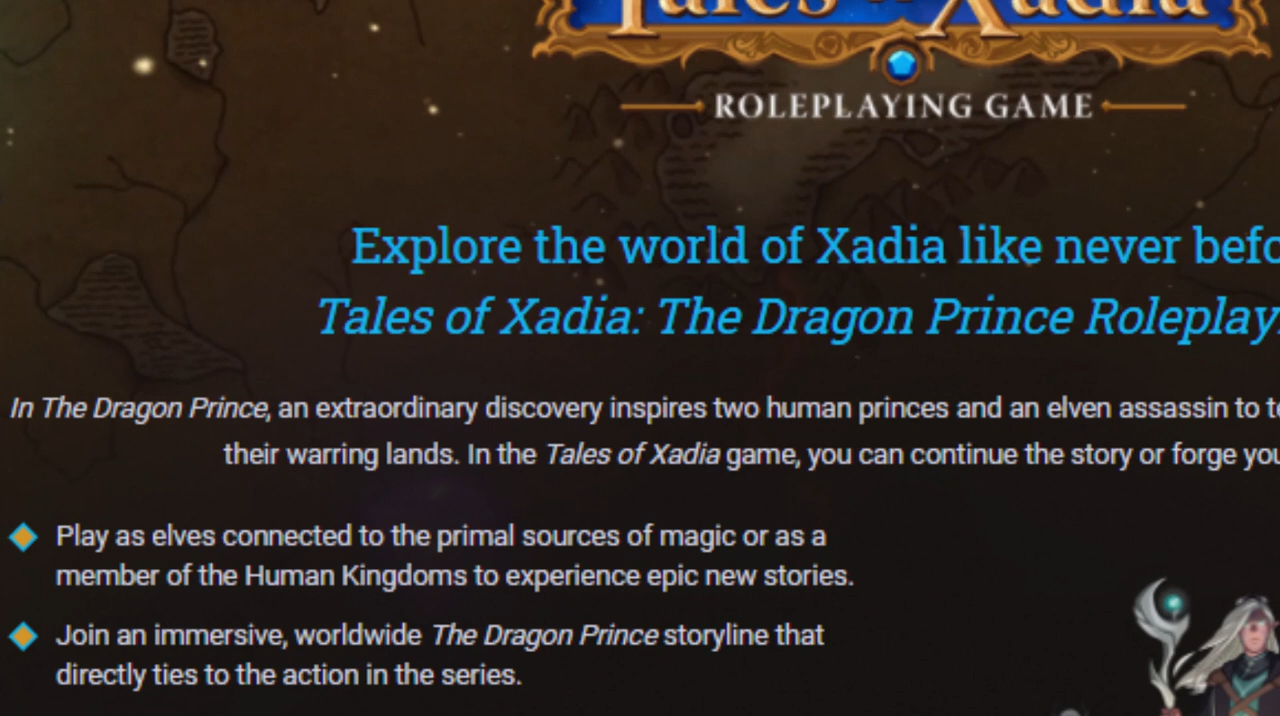 Tales of Xadia
ROLEPLAYING GAME
Explore the world of Xadia like never
Tales of Xadia: The Dragon Prince
In The Dragon Prince, an extraordinary discovery inspires two human princes and an elven assassin to
their warring lands. In the Tales of Xadia game, you can continue the story or forge
Play as elves connected to the primal sources of magic or as a
member of the Human Kingdoms to experience epic new stories.
Join an immersive, worldwide The Dragon Prince storyline that
directly ties to the action in the series.